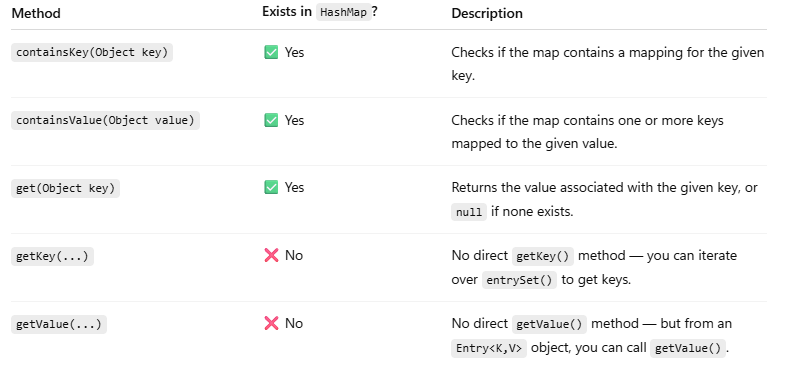 Method Exists in HashMap? Description
containsKey(Object key) ✅ Yes Checks if the map contains a mapping for the given
key.
containsValue(Object value) ✅ Yes Checks if the map contains one or more keys
mapped to the given value.
get(Object key) ✅ Yes Returns the value associated with the given key, or
null if none exists.
getKey(...) ❌ No No direct getKey() method — you can iterate
over entrySet() to get keys.
getValue(...) ❌ No No direct getValue() method — but from an
Entry<K,V> object, you can call getValue().